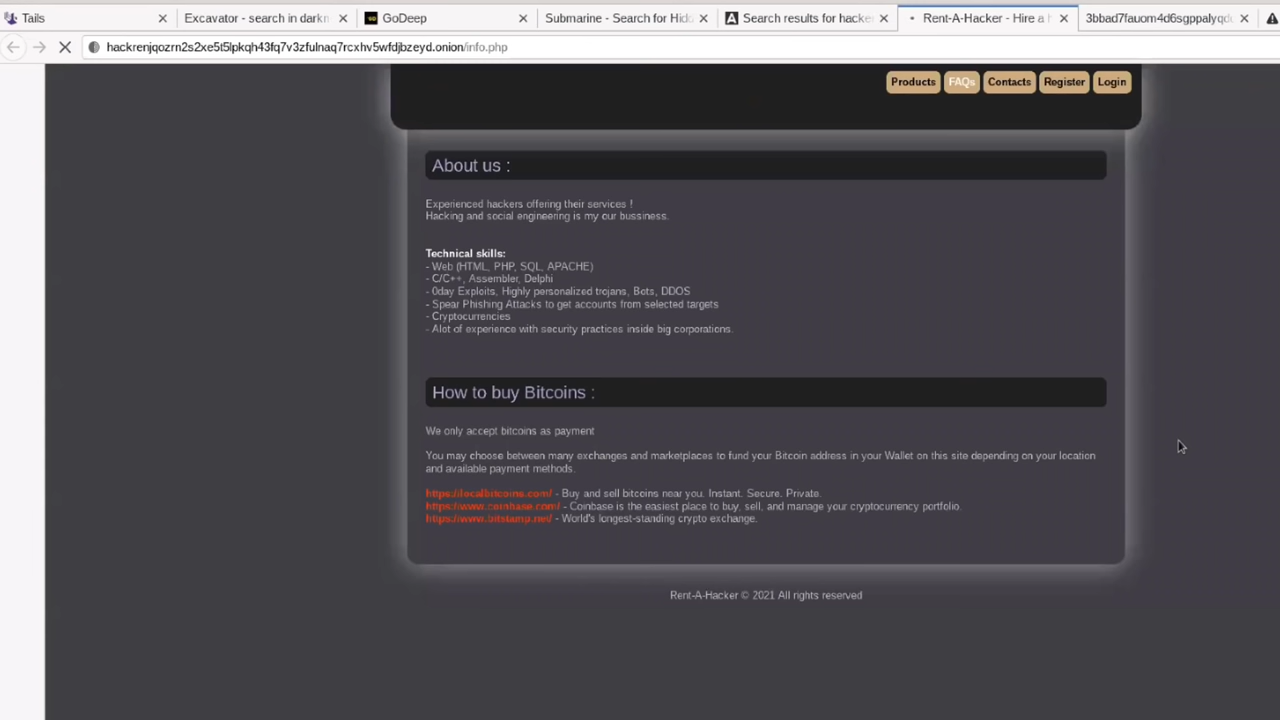 Tails
Excavator - search in darkn
GoDeep
Submarine - Search for Hidd
Search results for hacker
Rent-A-Hacker - Hire a h
3bbad7fauom4d6sgppalyqdu
hackrenjqozrn2s2xe5t5lpkqh43fq7v3zfulnaq7rcxhv5wfdjbzeyd.onion/info.php
Products FAQs Contacts Register Login
About us :
Experienced hackers offering their services !
Hacking and social engineering is my our bussiness.
Technical skills:
- Web (HTML, PHP, SQL, APACHE)
- C/C++, Assembler, Delphi
- 0day Exploits, Highly personalized trojans, Bots, DDOS
- Spear Phishing Attacks to get accounts from selected targets
- Cryptocurrencies
- Alot of experience with security practices inside big corporations.
How to buy Bitcoins :
We only accept bitcoins as payment
You may choose between many exchanges and marketplaces to fund your Bitcoin address in your Wallet on this site depending on your location
and available payment methods.
https://localbitcoins.com/ - Buy and sell bitcoins near you. Instant. Secure. Private.
https://www.coinbase.com/ - Coinbase is the easiest place to buy, sell, and manage your cryptocurrency portfolio.
https://www.bitstamp.net/ - World's longest-standing crypto exchange.
Rent-A-Hacker © 2021 All rights reserved